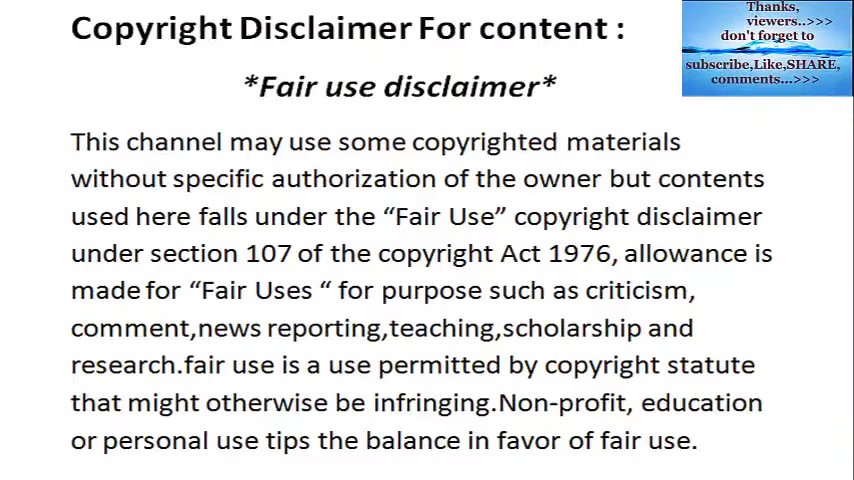 Copyright Disclaimer For content :
*Fair use disclaimer*
This channel may use some copyrighted materials
without specific authorization of the owner but contents
used here falls under the “Fair Use” copyright disclaimer
under section 107 of the copyright Act 1976, allowance is
made for “Fair Uses “ for purpose such as criticism,
comment,news reporting,teaching,scholarship and
research.fair use is a use permitted by copyright statute
that might otherwise be infringing.Non-profit, education
or personal use tips the balance in favor of fair use.
Thanks,
viewers..>>>
don't forget to
subscribe,Like,SHARE,
comments...>>>